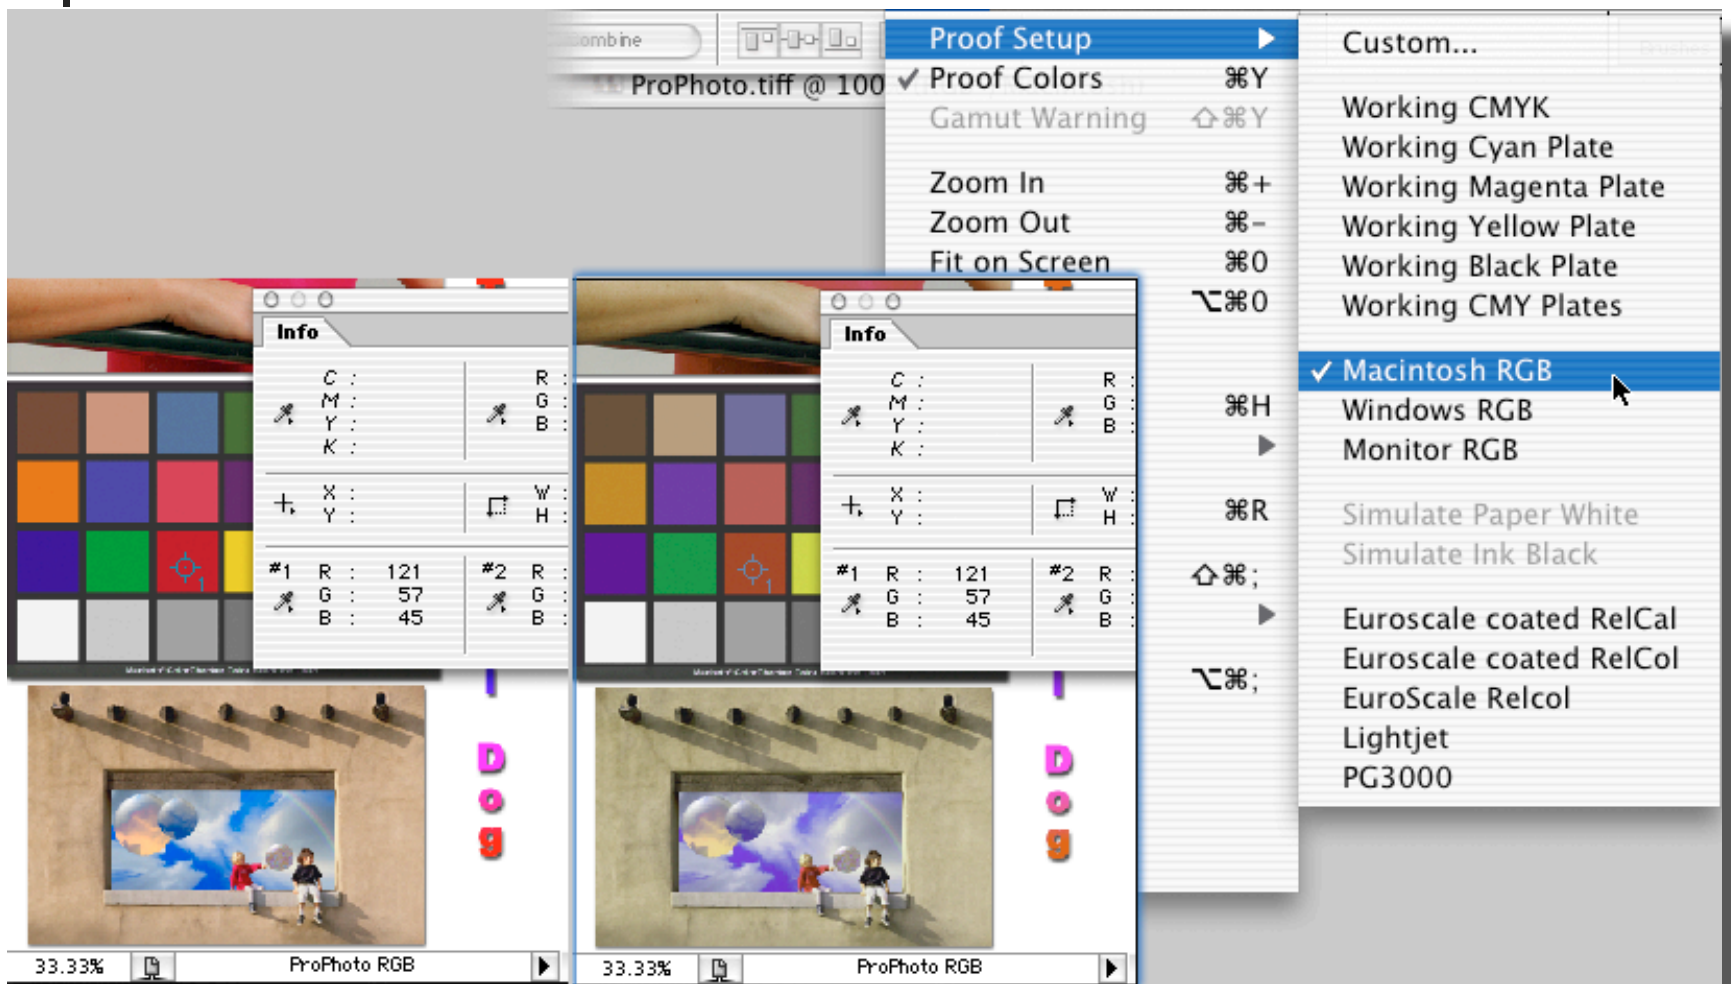 ombine
ProPhoto.tiff @ 100
Proof Setup
✓ Proof Colors ⌘Y
Gamut Warning ⇧⌘Y
Zoom In ⌘+
Zoom Out ⌘-
Fit on Screen ⌘0
⌥⌘0
⌘H
⌘R
⇧⌘;
⌥⌘;
Custom...
Working CMYK
Working Cyan Plate
Working Magenta Plate
Working Yellow Plate
Working Black Plate
Working CMY Plates
✓ Macintosh RGB
Windows RGB
Monitor RGB
Simulate Paper White
Simulate Ink Black
Euroscale coated RelCal
Euroscale coated RelCol
EuroScale Relcol
Lightjet
PG3000
Brushes
Info
C : R :
M : G :
Y : B :
K :
X : W :
Y : H :
#1 R : 121 #2 R :
G : 57 G :
B : 45 B :
1
D
o
g
33.33% ProPhoto RGB
Info
C : R :
M : G :
Y : B :
K :
X : W :
Y : H :
#1 R : 121 #2 R :
G : 57 G :
B : 45 B :
1
D
o
g
33.33% ProPhoto RGB